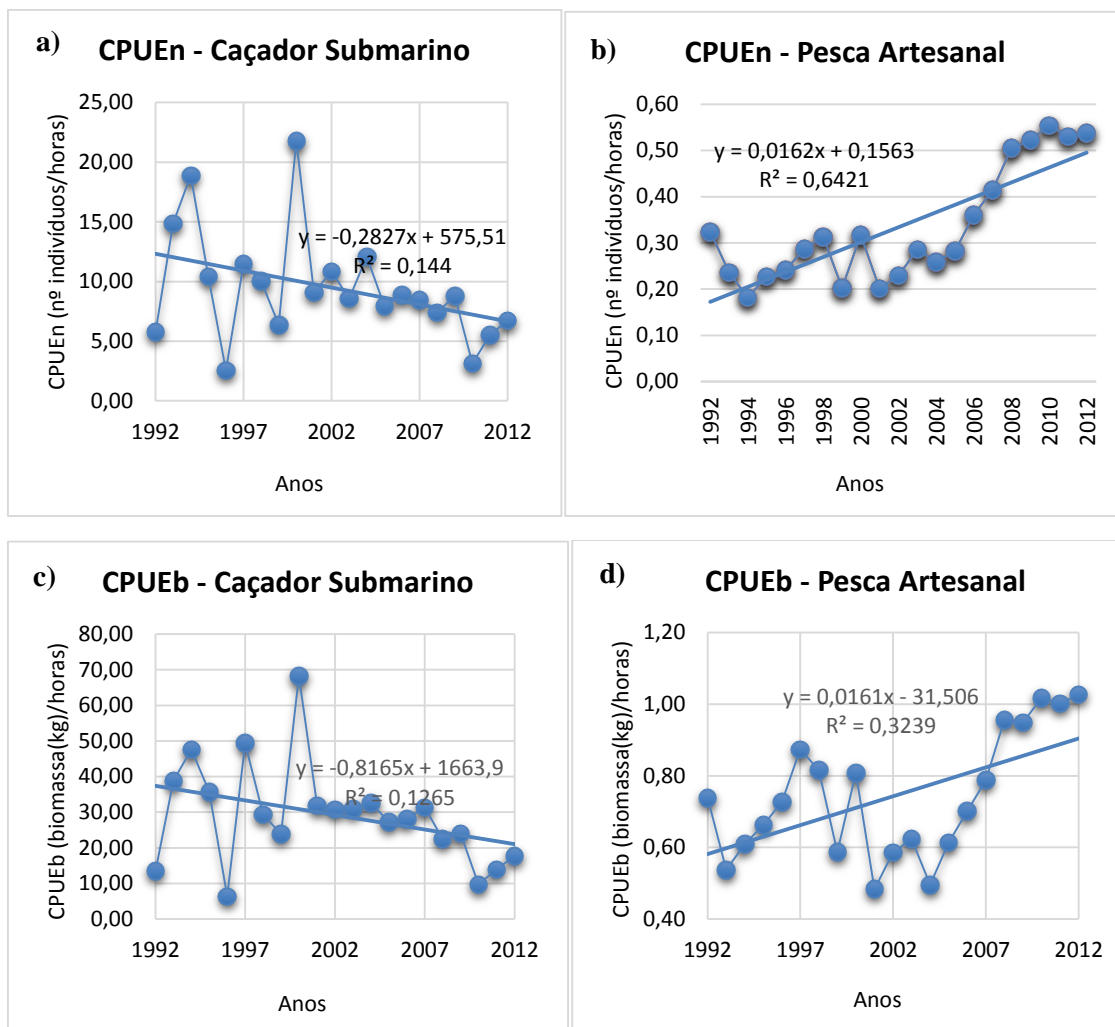 a)
CPUEn - Caçador Submarino
CPUEn (nº indivíduos/horas)
25,00
20,00
15,00
10,00
5,00
0,00
y = -0,2827x + 575,51
R² = 0,144
1992 1997 2002 2007 2012
Anos
b)
CPUEn - Pesca Artesanal
CPUEn (nº indivíduos/horas)
0,60
0,50
0,40
0,30
0,20
0,10
0,00
y = 0,0162x + 0,1563
R² = 0,6421
1992 1994 1996 1998 2000 2002 2004 2006 2008 2010 2012
Anos
c)
CPUEb - Caçador Submarino
CPUEb (biomassa(kg)/horas)
80,00
70,00
60,00
50,00
40,00
30,00
20,00
10,00
0,00
y = -0,8165x + 1663,9
R² = 0,1265
1992 1997 2002 2007 2012
Anos
d)
CPUEb - Pesca Artesanal
CPUEb (biomassa(kg)/horas)
1,20
1,00
0,80
0,60
0,40
y = 0,0161x - 31,506
R² = 0,3239
1992 1997 2002 2007 2012
Anos